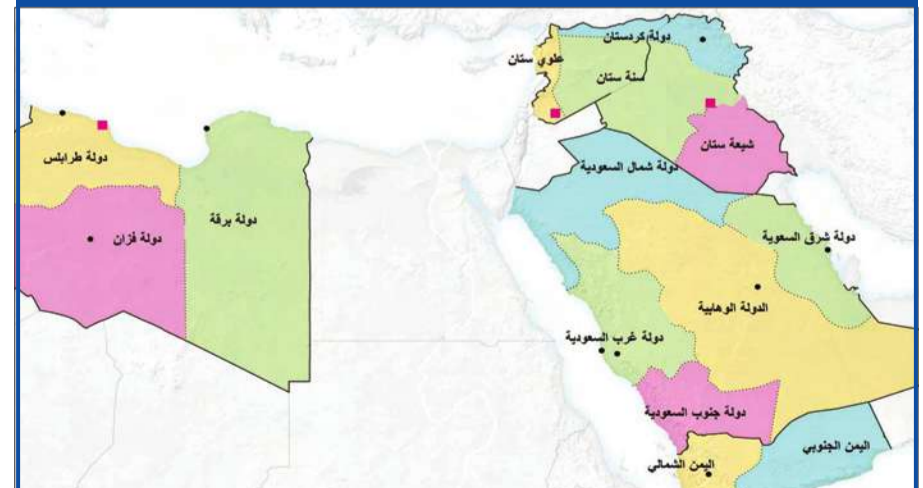 دولة كردستان
علوي ستان
سنة ستان
شيعة ستان
دولة طرابلس
دولة شمال السعودية
دولة برقة
دولة فزان
دولة شرق السعوية
الدولة الوهابية
دولة غرب السعودية
دولة جنوب السعودية
اليمن الجنوبي
اليمن الشمالي